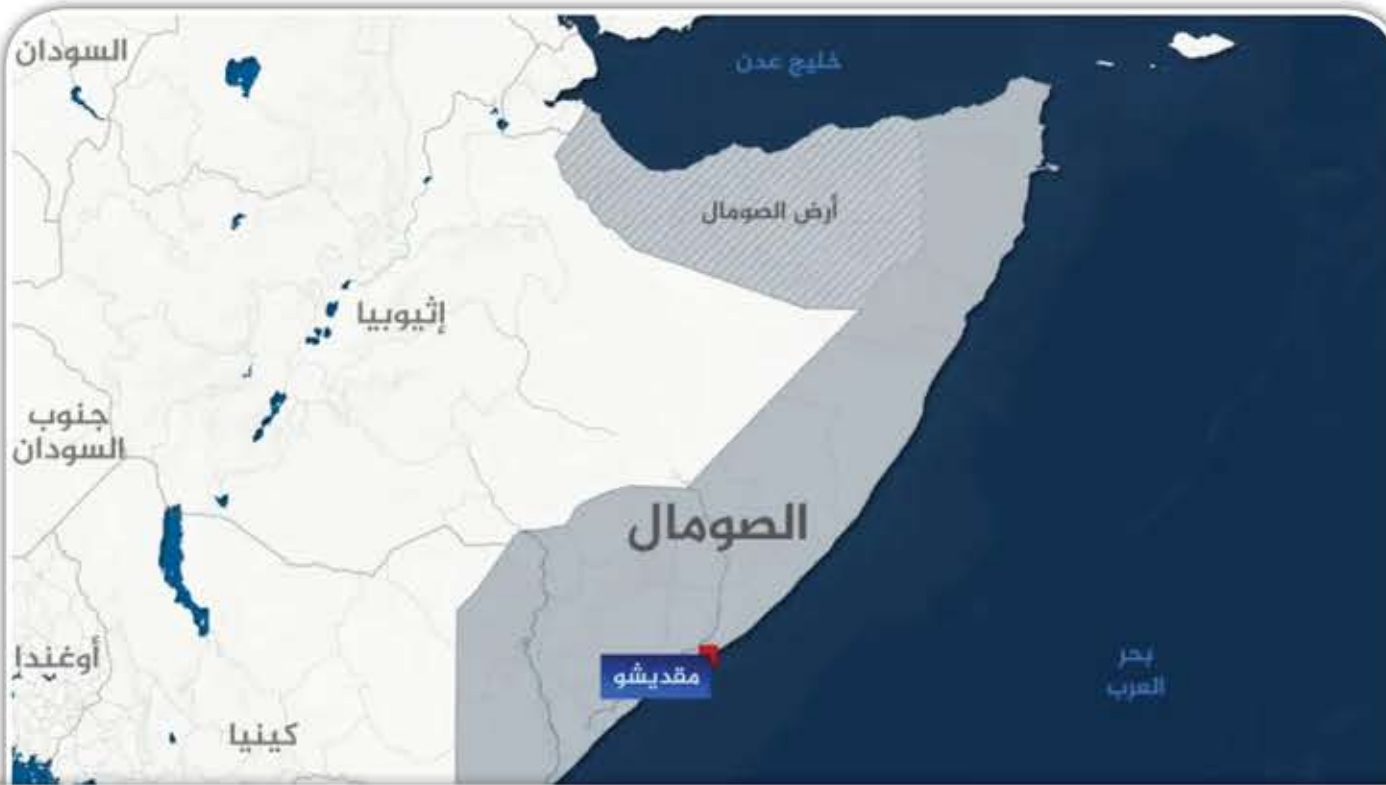 السودان
خليج عدن
أرض الصومال
إثيوبيا
جنوب
السودان
الصومال
مقديشو
أوغندا
كينيا
بحر
العرب